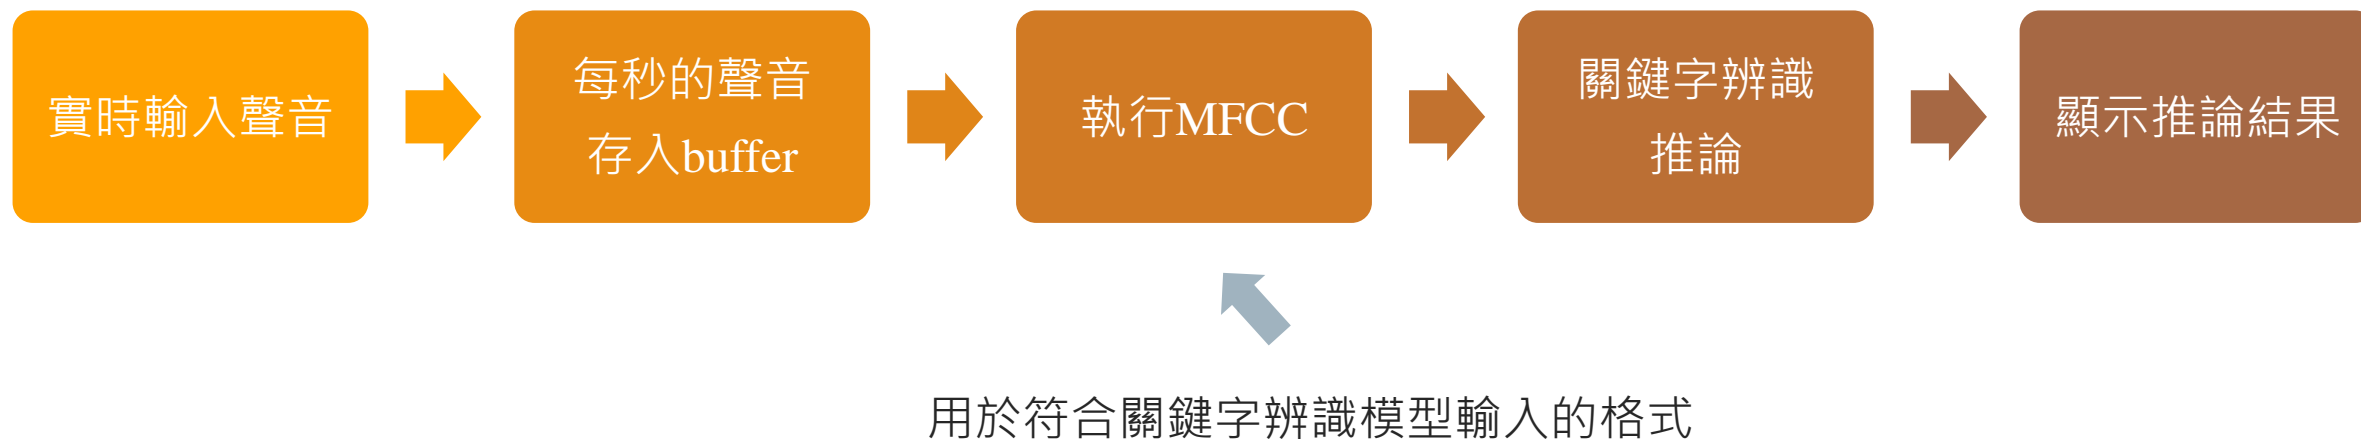 實時輸入聲音
每秒的聲音
存入buffer
執行MFCC
關鍵字辨識
推論
顯示推論結果
用於符合關鍵字辨識模型輸入的格式